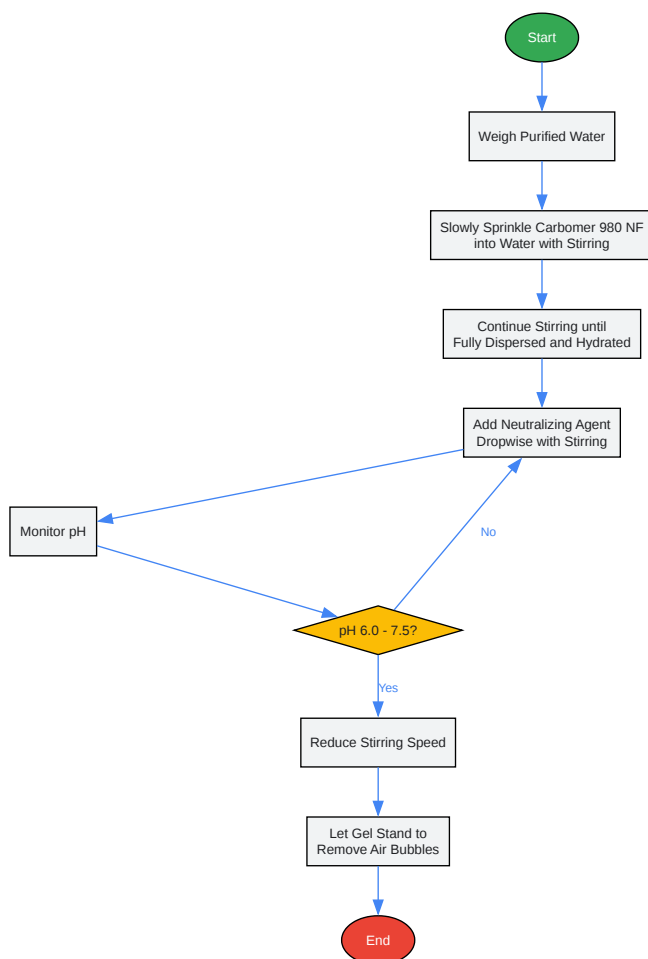 Start
Weigh Purified Water
Slowly Sprinkle Carbomer 980 NF
into Water with Stirring
Continue Stirring until
Fully Dispersed and Hydrated
Add Neutralizing Agent
Dropwise with Stirring
Monitor pH
No
pH 6.0 - 7.5?
Yes
Reduce Stirring Speed
Let Gel Stand to
Remove Air Bubbles
End